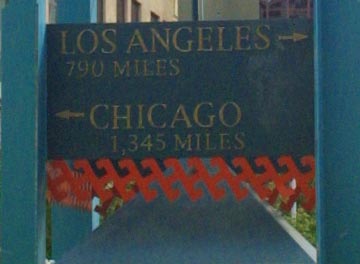 LOS ANGELES
790 MILES
CHICAGO
1,345 MILES